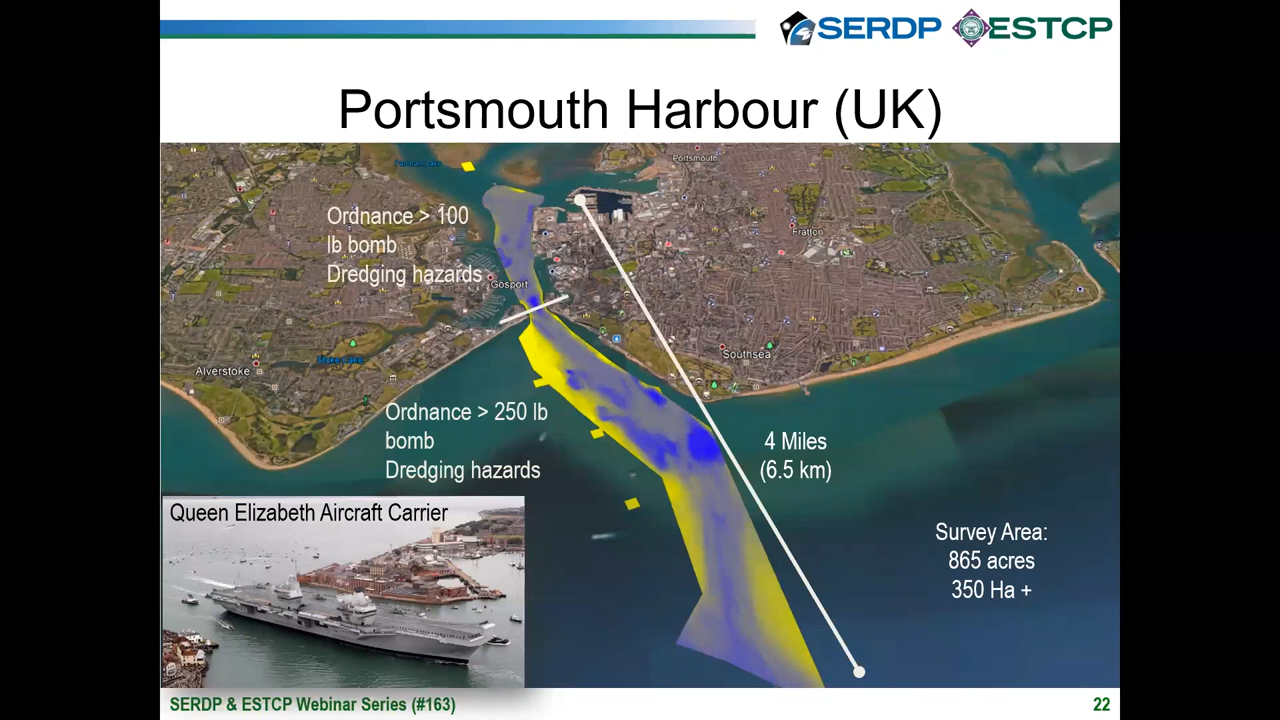 SERDP ESTCP
Portsmouth Harbour (UK)
Portsmouth
Ordnance > 100
lb bomb
Dredging hazards
Fratton
Gosport
Southsea
Alverstoke
Stoke Lake
Ordnance > 250 lb
bomb
Dredging hazards
4 Miles
(6.5 km)
Queen Elizabeth Aircraft Carrier
Survey Area:
865 acres
350 Ha +
SERDP & ESTCP Webinar Series (#163)
22